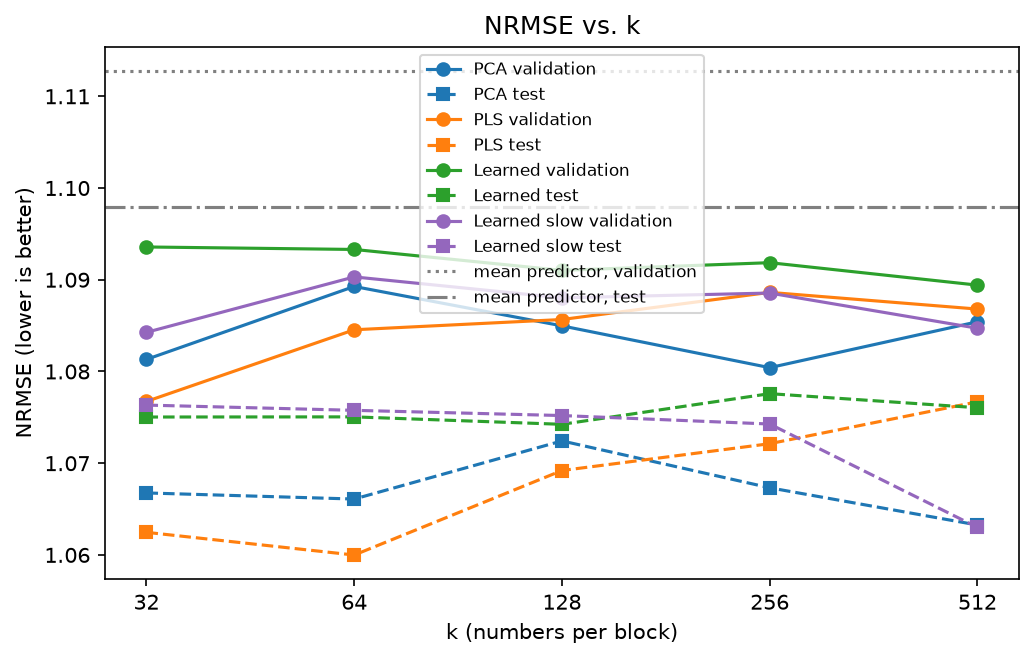 NRMSE vs. k
NRMSE (lower is better)
1.11
1.10
1.09
1.08
1.07
1.06
PCA validation
PCA test
PLS validation
PLS test
Learned validation
Learned test
Learned slow validation
Learned slow test
mean predictor, validation
mean predictor, test
32 64 128 256 512
k (numbers per block)